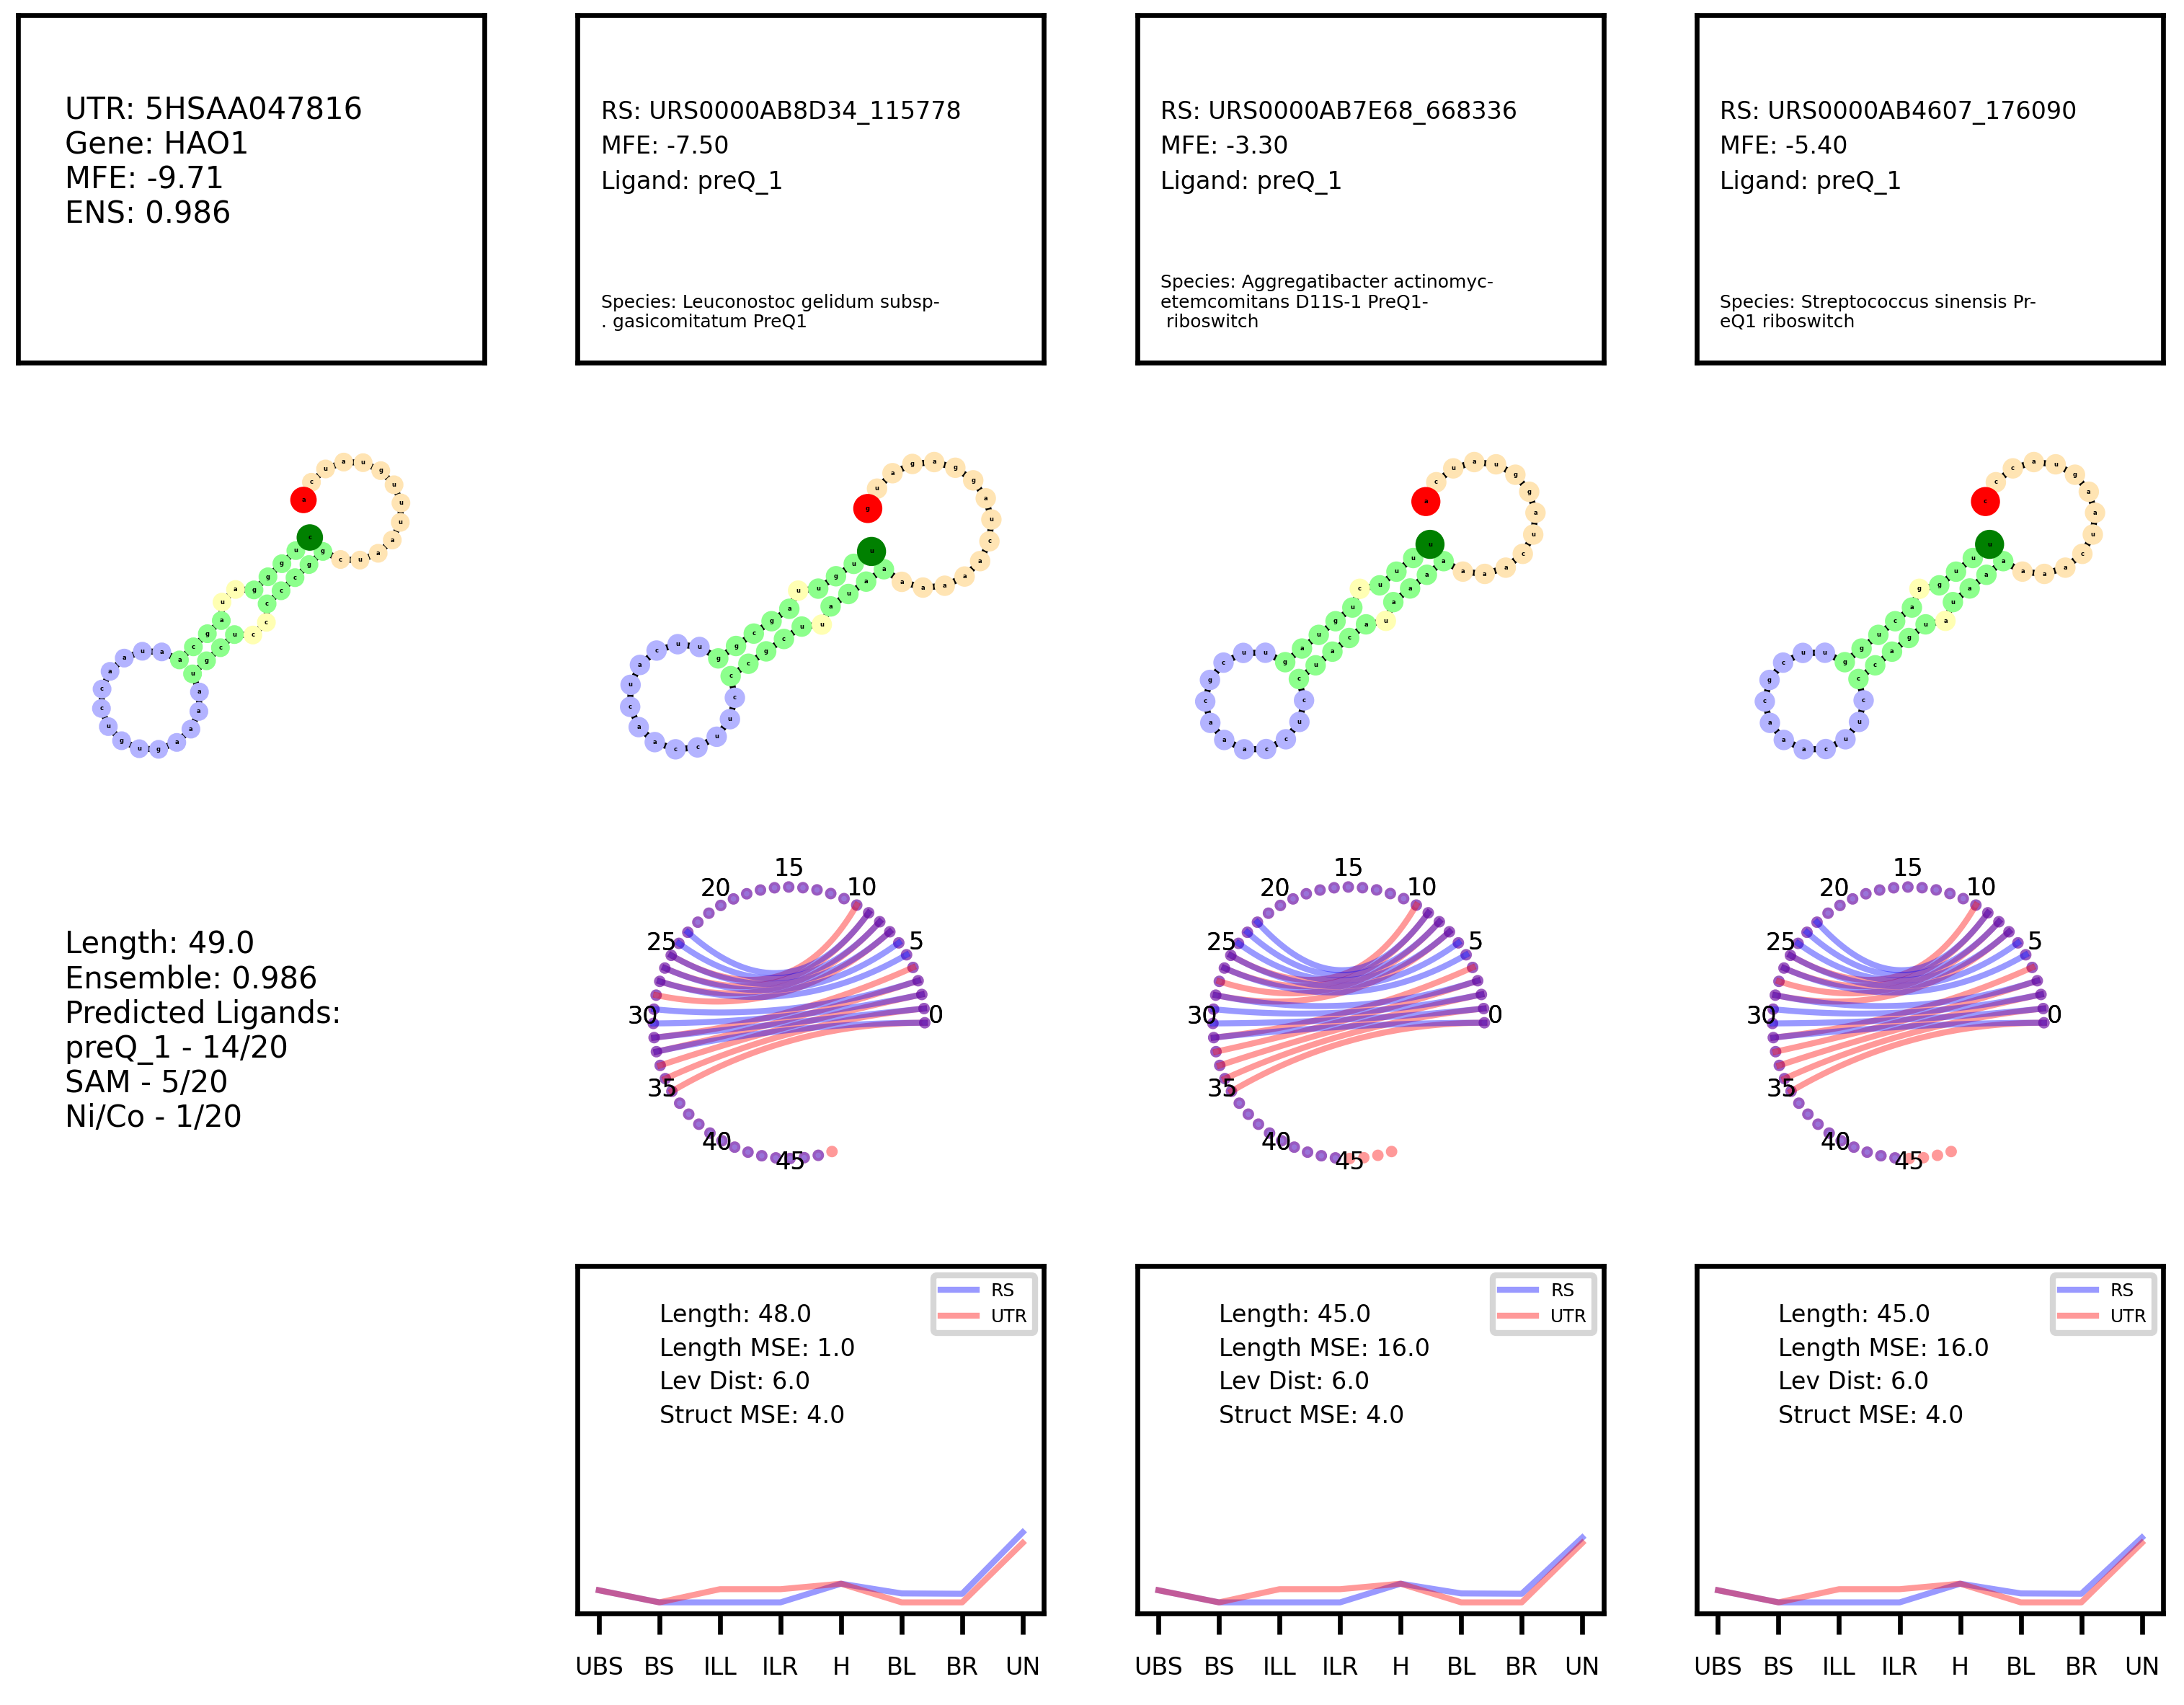 UTR: 5HSAA047816
Gene: HAO1
MFE: -9.71
ENS: 0.986
RS: URS0000AB8D34_115778
MFE: -7.50
Ligand: preQ_1
Species: Leuconostoc gelidum subsp-
. gasicomitatum PreQ1
RS: URS0000AB7E68_668336
MFE: -3.30
Ligand: preQ_1
Species: Aggregatibacter actinomyc-
etemcomitans D11S-1 PreQ1-
riboswitch
RS: URS0000AB4607_176090
MFE: -5.40
Ligand: preQ_1
Species: Streptococcus sinensis Pr-
eQ1 riboswitch
Length: 49.0
Ensemble: 0.986
Predicted Ligands:
preQ_1 - 14/20
SAM - 5/20
Ni/Co - 1/20
0
5
10
15
20
25
30
35
40
45
0
5
10
15
20
25
30
35
40
45
0
5
10
15
20
25
30
35
40
45
RS
UTR
Length: 48.0
Length MSE: 1.0
Lev Dist: 6.0
Struct MSE: 4.0
UBS BS ILL ILR H BL BR UN
RS
UTR
Length: 45.0
Length MSE: 16.0
Lev Dist: 6.0
Struct MSE: 4.0
UBS BS ILL ILR H BL BR UN
RS
UTR
Length: 45.0
Length MSE: 16.0
Lev Dist: 6.0
Struct MSE: 4.0
UBS BS ILL ILR H BL BR UN